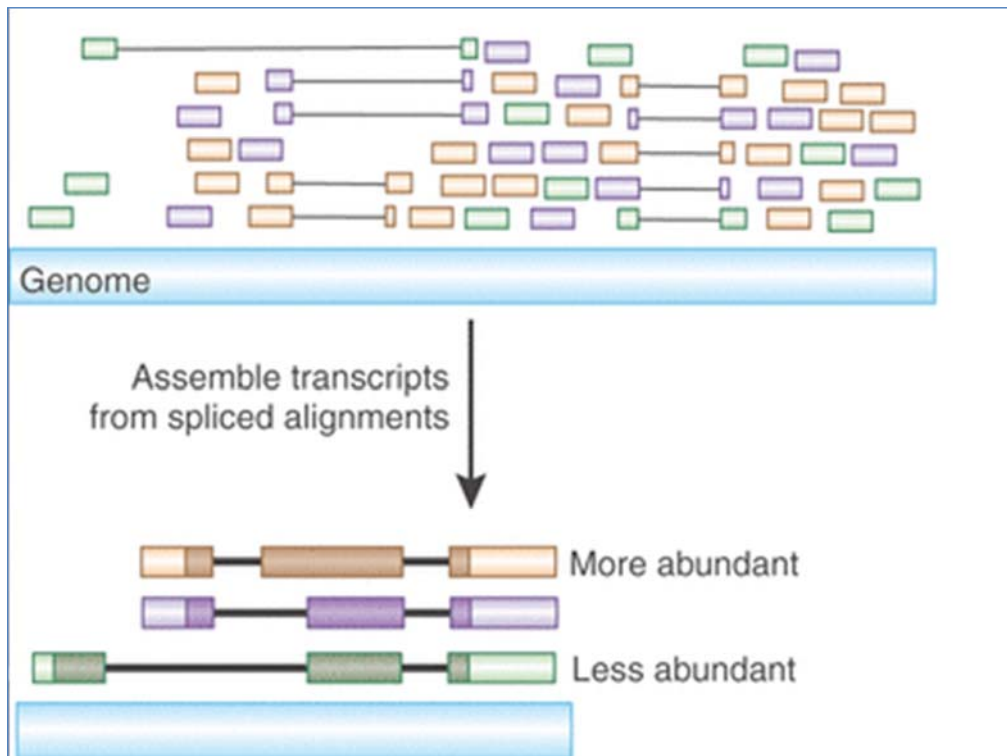 Genome
Assemble transcripts
from spliced alignments
More abundant
Less abundant